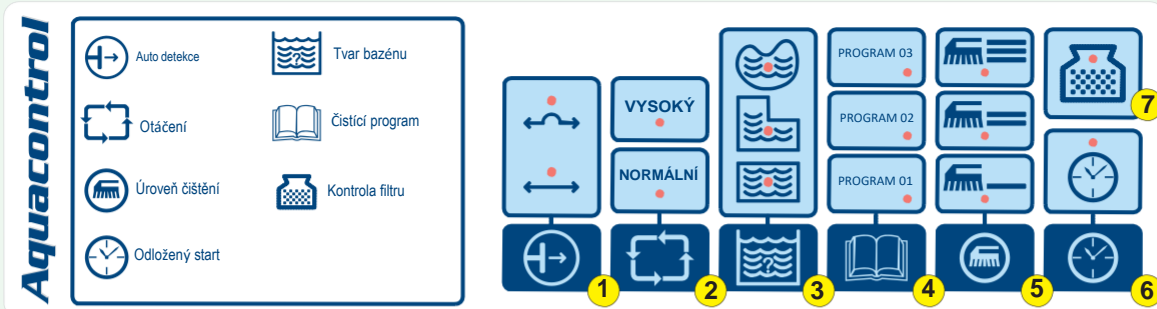 Aquacontrol
Auto detekce
Otáčení
Úroveň čištění
Odložený start
Tvar bazénu
Čistící program
Kontrola filtru
VYSOKÝ
NORMÁLNÍ
PROGRAM 03
PROGRAM 02
PROGRAM 01
?
?
1
2
3
4
5
6
7